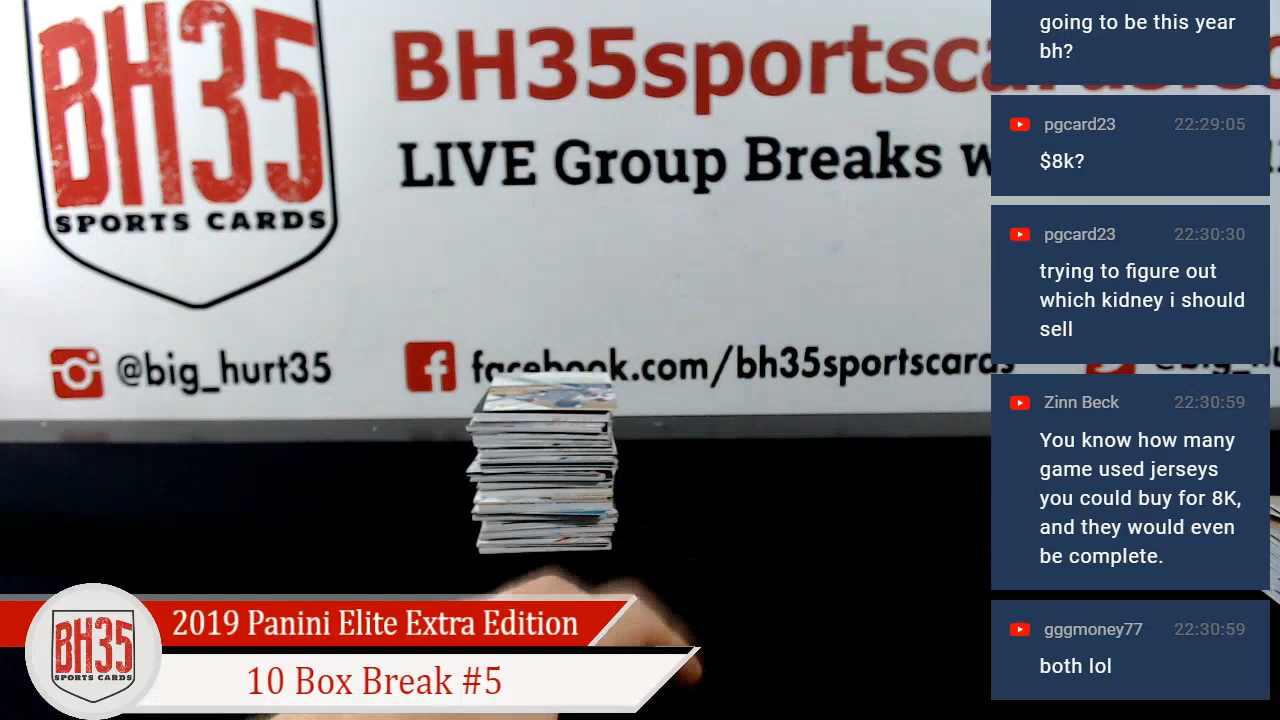 BH35
SPORTS CARDS
BH35sportscards
LIVE Group Breaks
@big_hurt35
facebook.com/bh35sportscards
going to be this year
bh?
pgcard23 22:29:05
$8k?
pgcard23 22:30:30
trying to figure out
which kidney i should
sell
Zinn Beck 22:30:59
You know how many
game used jerseys
you could buy for 8K,
and they would even
be complete.
gggmoney77 22:30:59
both lol
BH35
SPORTS CARDS
2019 Panini Elite Extra Edition
10 Box Break #5